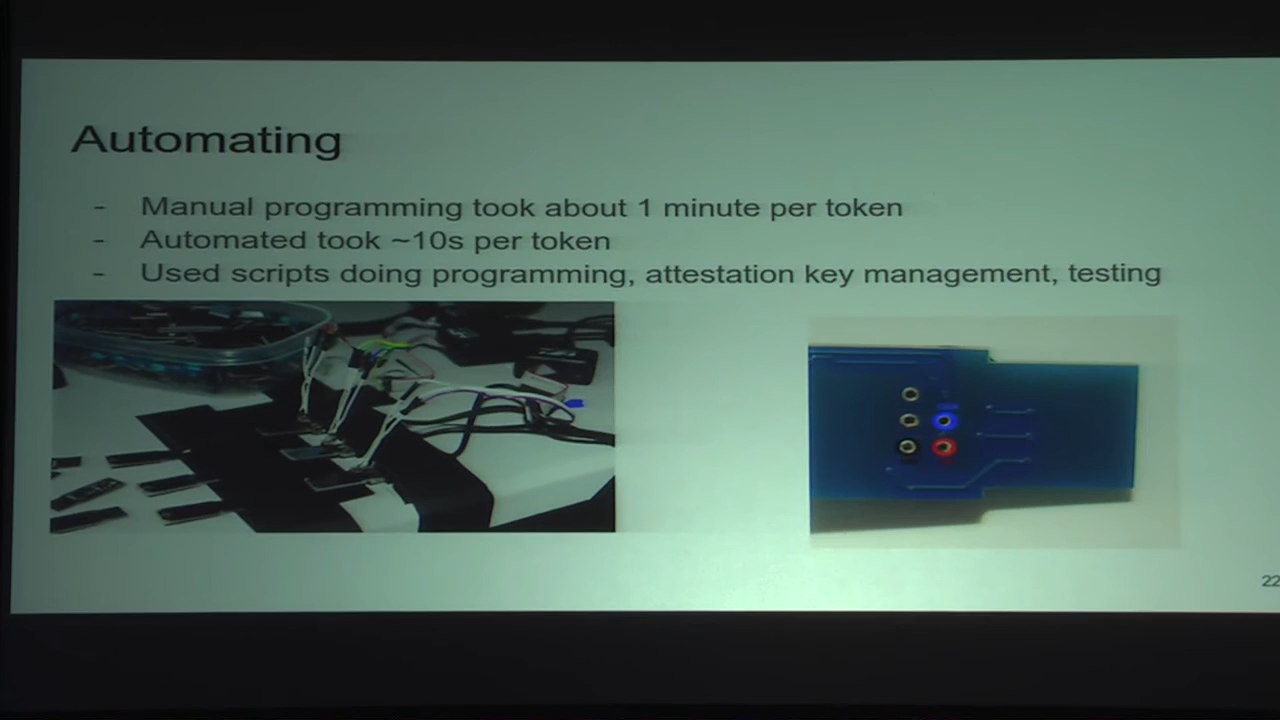 Automating
- Manual programming took about 1 minute per token
- Automated took ~10s per token
- Used scripts doing programming, attestation key management, testing
22